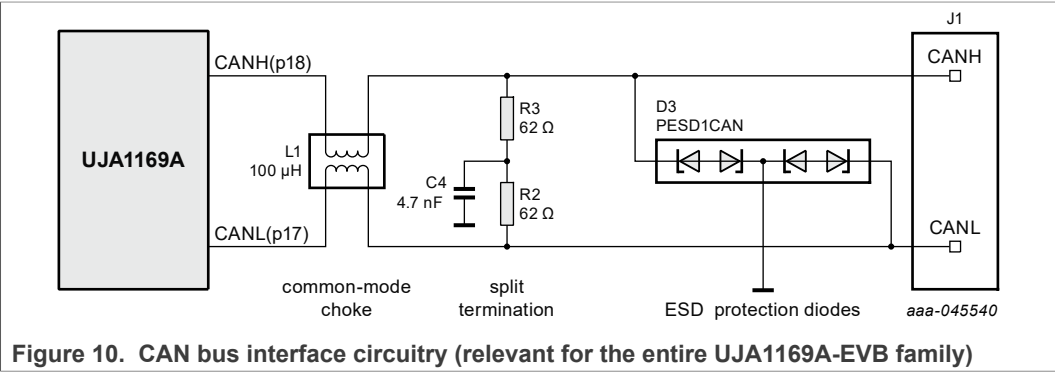 J1
CANH(p18)
CANH
D3
PESD1CAN
R3
62 Ω
UJA1169A
L1
100 µH
C4
4.7 nF
R2
62 Ω
CANL(p17)
CANL
common-mode
choke
split
termination
ESD protection diodes
aaa-045540
Figure 10. CAN bus interface circuitry (relevant for the entire UJA1169A-EVB family)